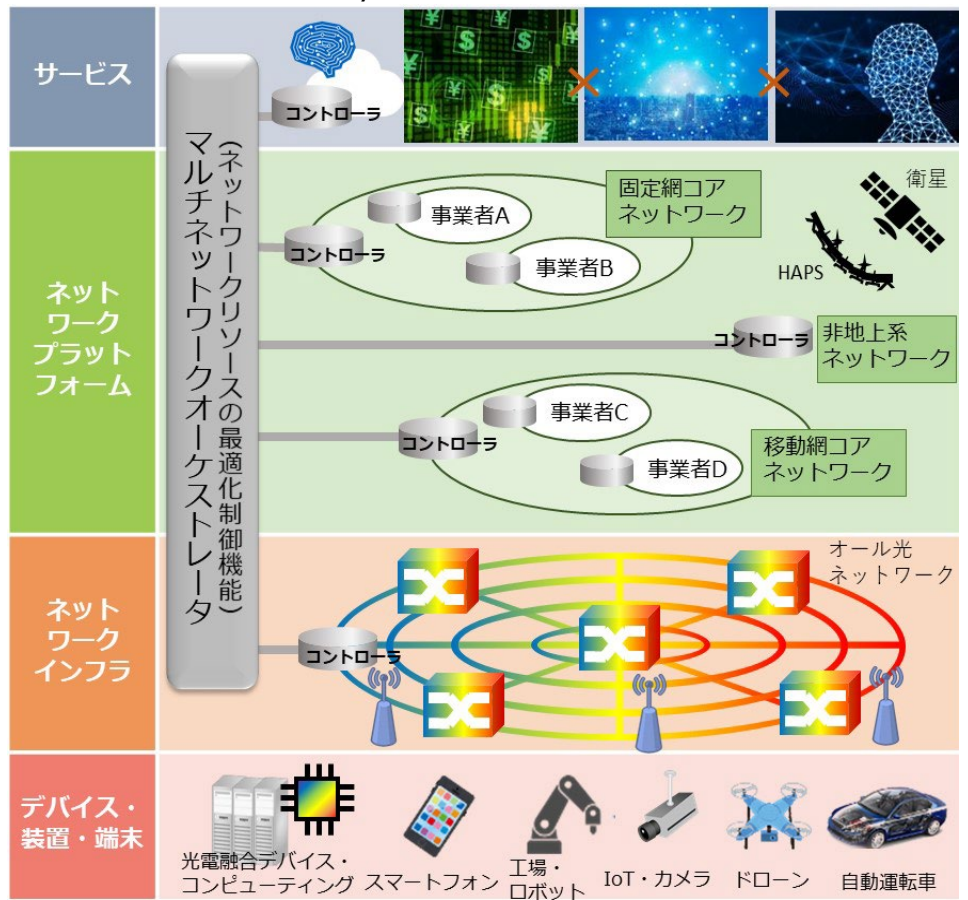 サービス
コントローラ
マルチネットワークオーケストレータ
(ネットワークリソースの最適化制御機能)
ネット
ワーク
プラット
フォーム
コントローラ
事業者A
事業者B
固定網コア
ネットワーク
衛星
HAPS
コントローラ
非地上系
ネットワーク
コントローラ
事業者C
事業者D
移動網コア
ネットワーク
ネット
ワーク
インフラ
コントローラ
オール光
ネットワーク
デバイス・
装置・端末
光電融合デバイス・
コンピューティング
スマートフォン
工場・
ロボット
IoT・カメラ
ドローン
自動運転車